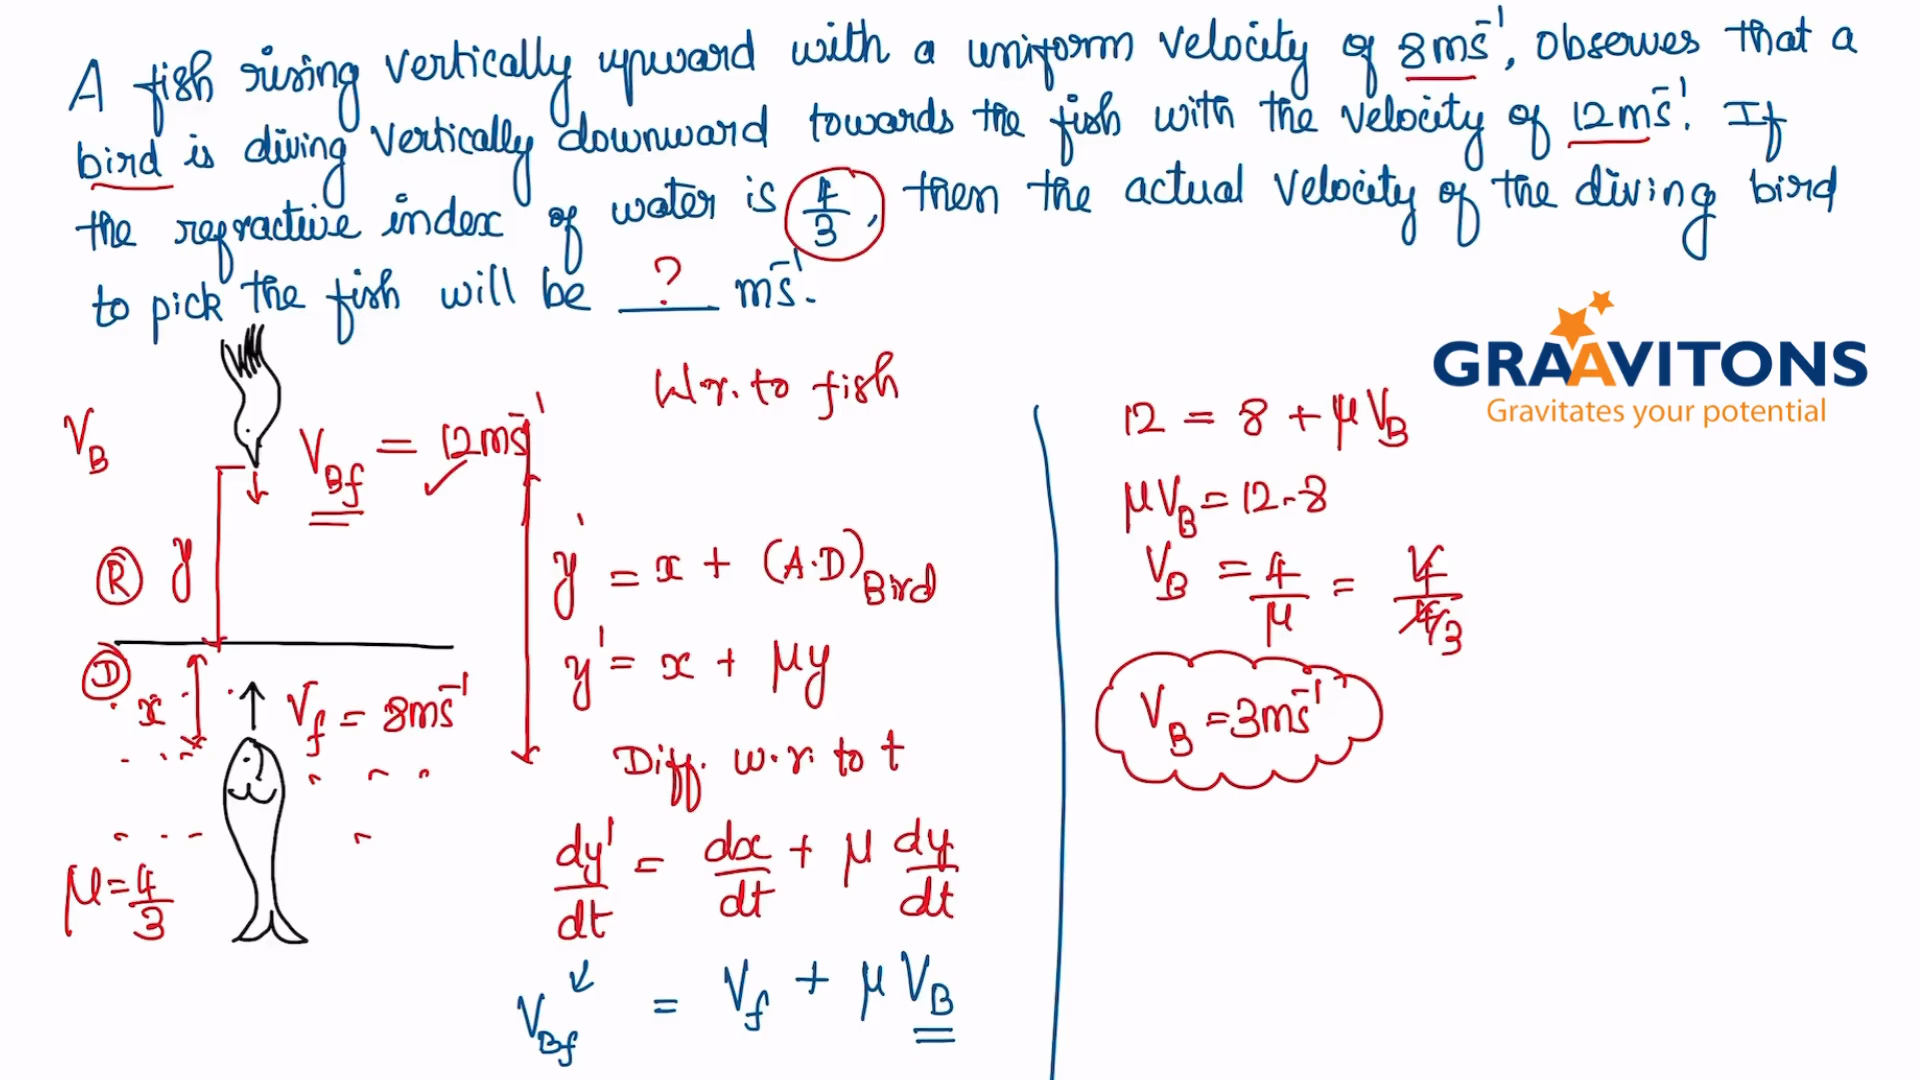 A fish rising vertically upward with a uniform velocity of 8ms⁻¹, observes that a
bird is diving vertically downward towards the fish with the velocity of 12ms⁻¹. If
the refractive index of water is 4/3, then the actual velocity of the diving bird
to pick the fish will be __?__ ms⁻¹.
GRAAVITONS
Gravitates your potential
W.r. to fish
V_B
V_Bf = 12ms⁻¹
R
y
D
x
V_f = 8ms⁻¹
μ = 4/3
y' = x + (A.D)_Bird
y' = x + μy
Diff. w.r. to t
dy'/dt = dx/dt + μ dy/dt
V_Bf = V_f + μ V_B
12 = 8 + μV_B
μV_B = 12-8
V_B = 4/μ = 4/(4/3)
V_B = 3ms⁻¹